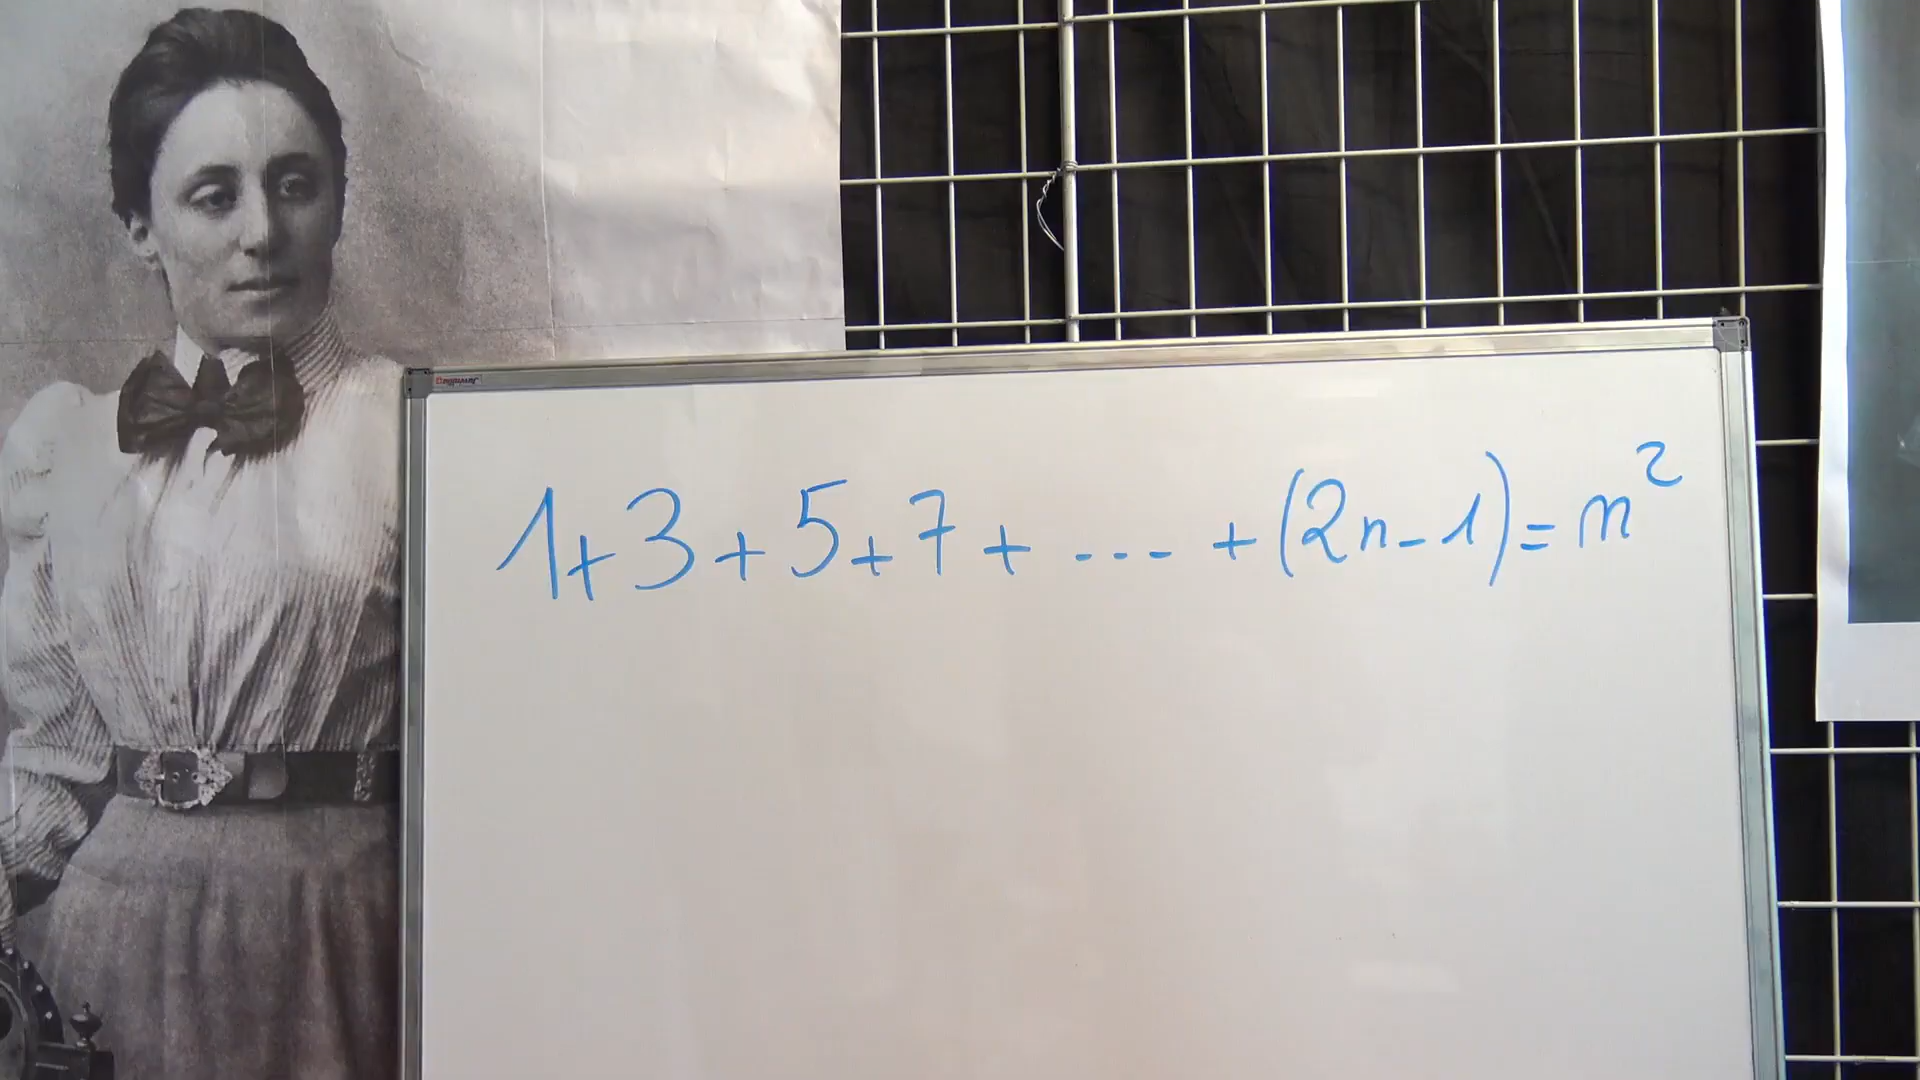 1+3+5+7+ --- +(2n-1)=n²